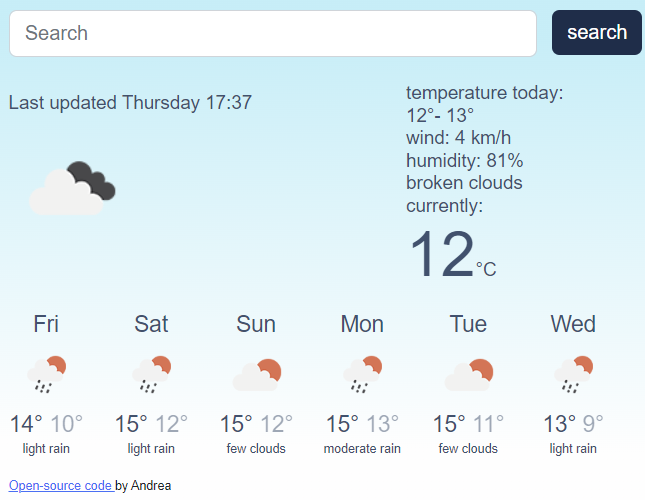 Search
search
Last updated Thursday 17:37
temperature today:
12°- 13°
wind: 4 km/h
humidity: 81%
broken clouds
currently:
12°C
Fri Sat Sun Mon Tue Wed
14° 10° 15° 12° 15° 12° 15° 13° 15° 11° 13° 9°
light rain light rain few clouds moderate rain few clouds light rain
Open-source code by Andrea